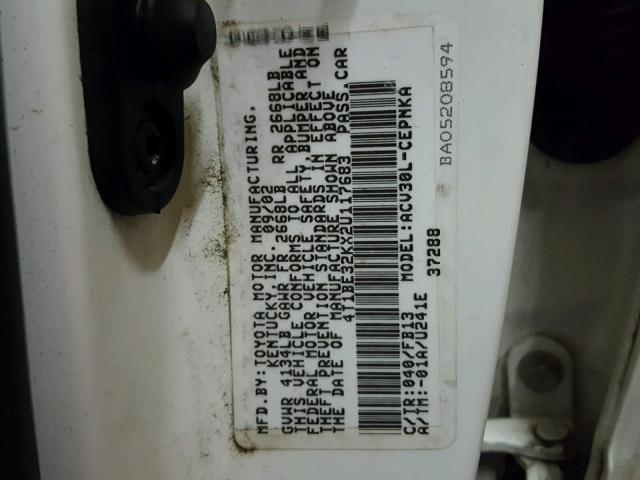 MFD.BY:TOYOTA MOTOR MANUFACTURING,
KENTUCKY,INC. 09/01
GVWR 4134LB GAWR FR 2668LB RR 2668LB
THIS VEHICLE CONFORMS TO ALL APPLICABLE
FEDERAL MOTOR VEHICLE SAFETY, BUMPER AND
THEFT PREVENTION STANDARDS IN EFFECT ON
THE DATE OF MANUFACTURE SHOWN ABOVE
4T1BE32KX2U117683 PASS.CAR
C/TR:040/FB13 MODEL:ACV30L-CEPNKA
A/TM:-01A/U241E 37288
BA05208594